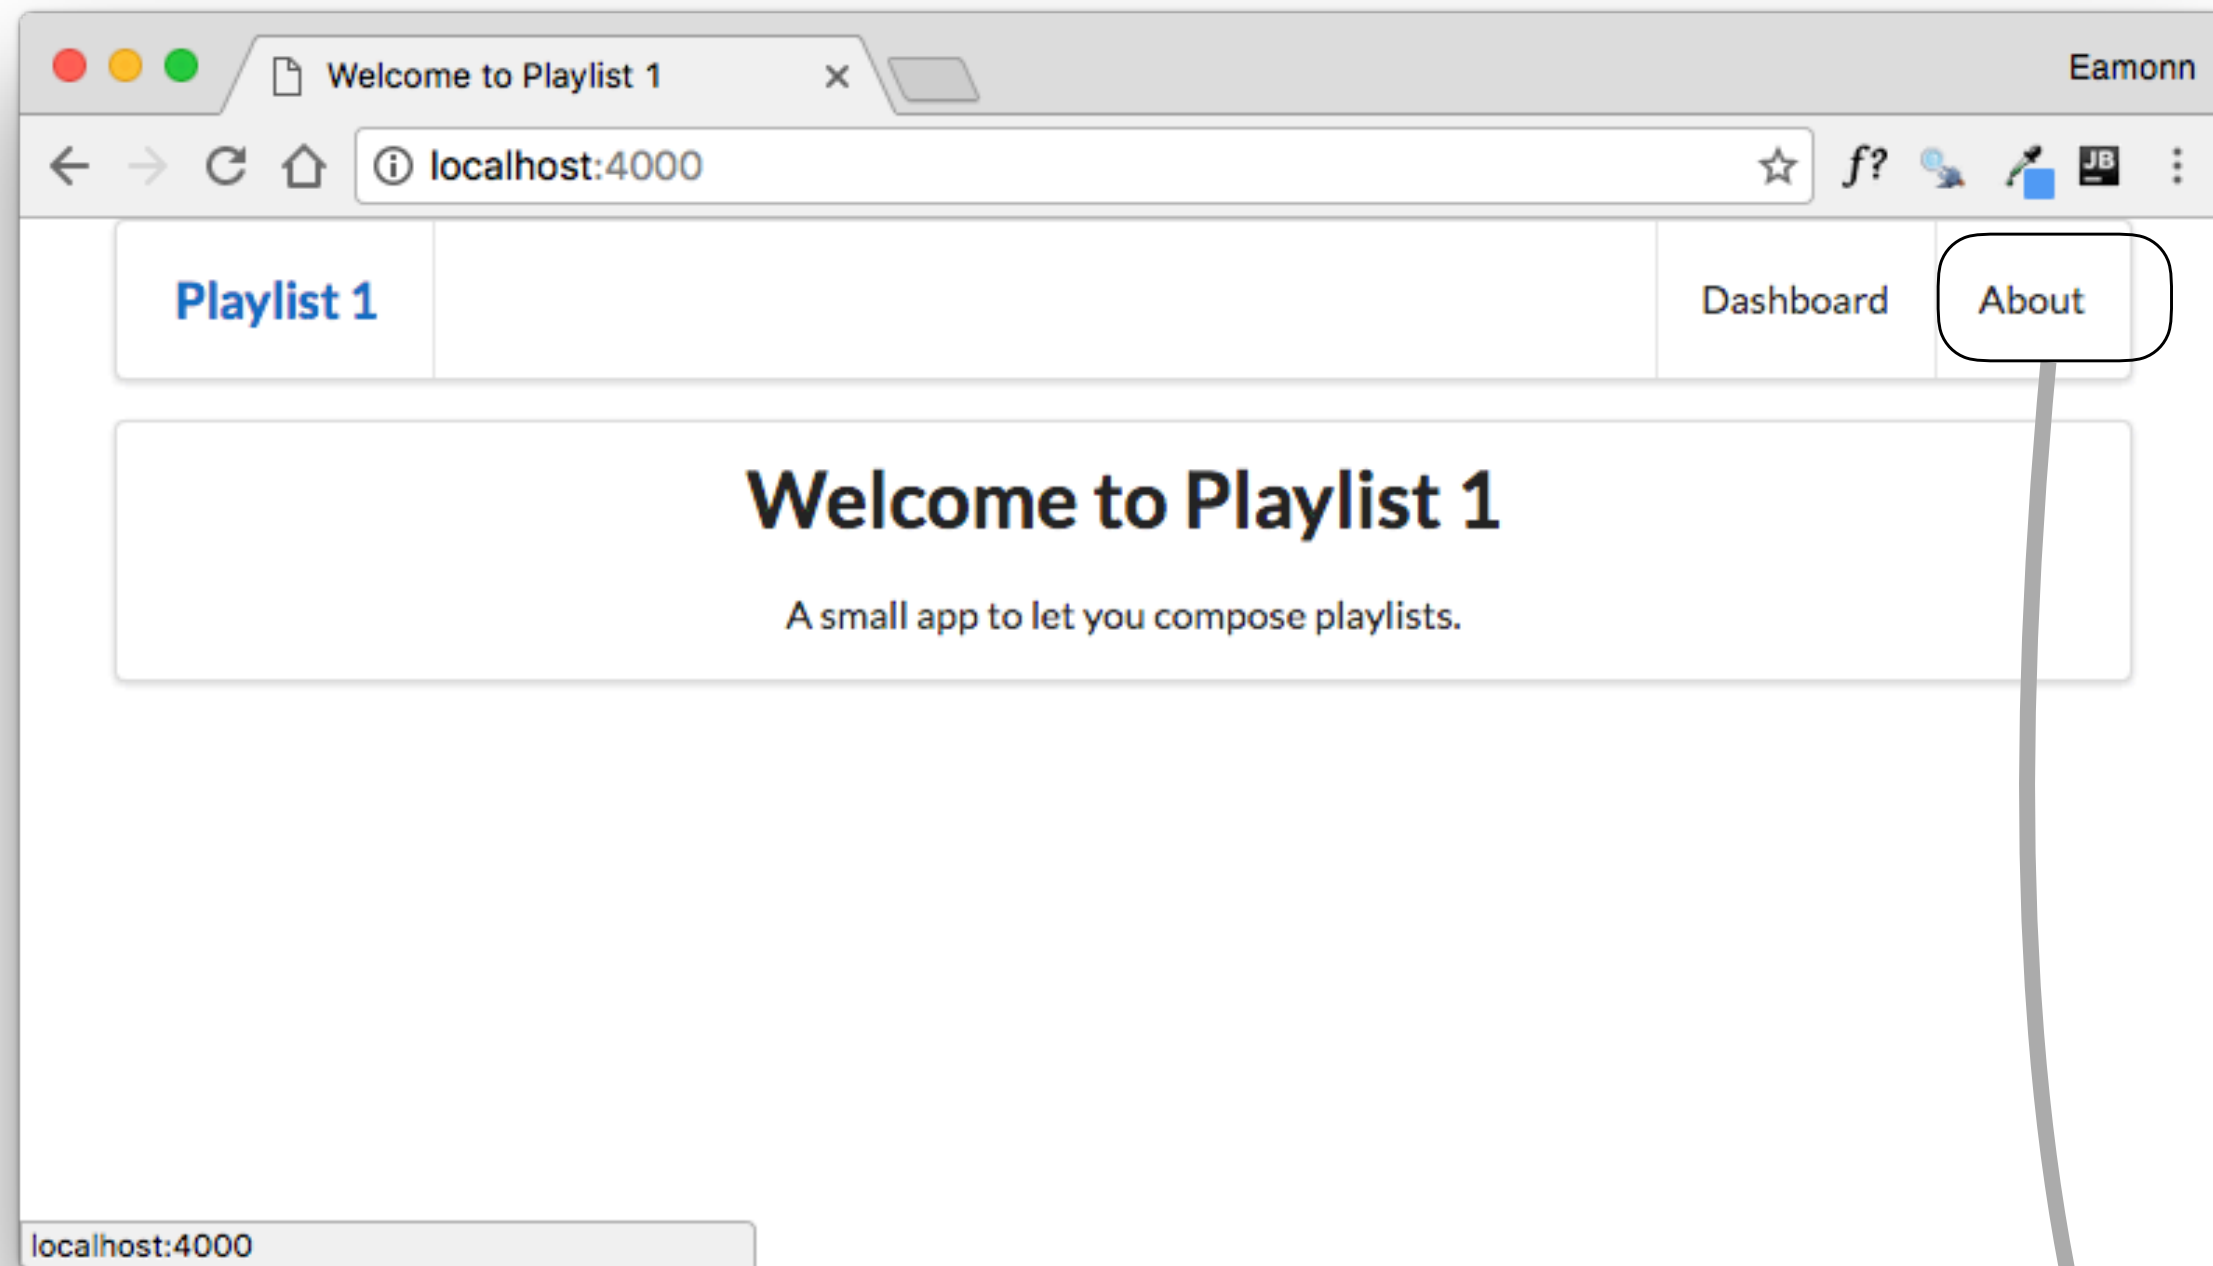 Welcome to Playlist 1
Eamonn
localhost:4000
f?
JB
Playlist 1
Dashboard
About
Welcome to Playlist 1
A small app to let you compose playlists.
localhost:4000